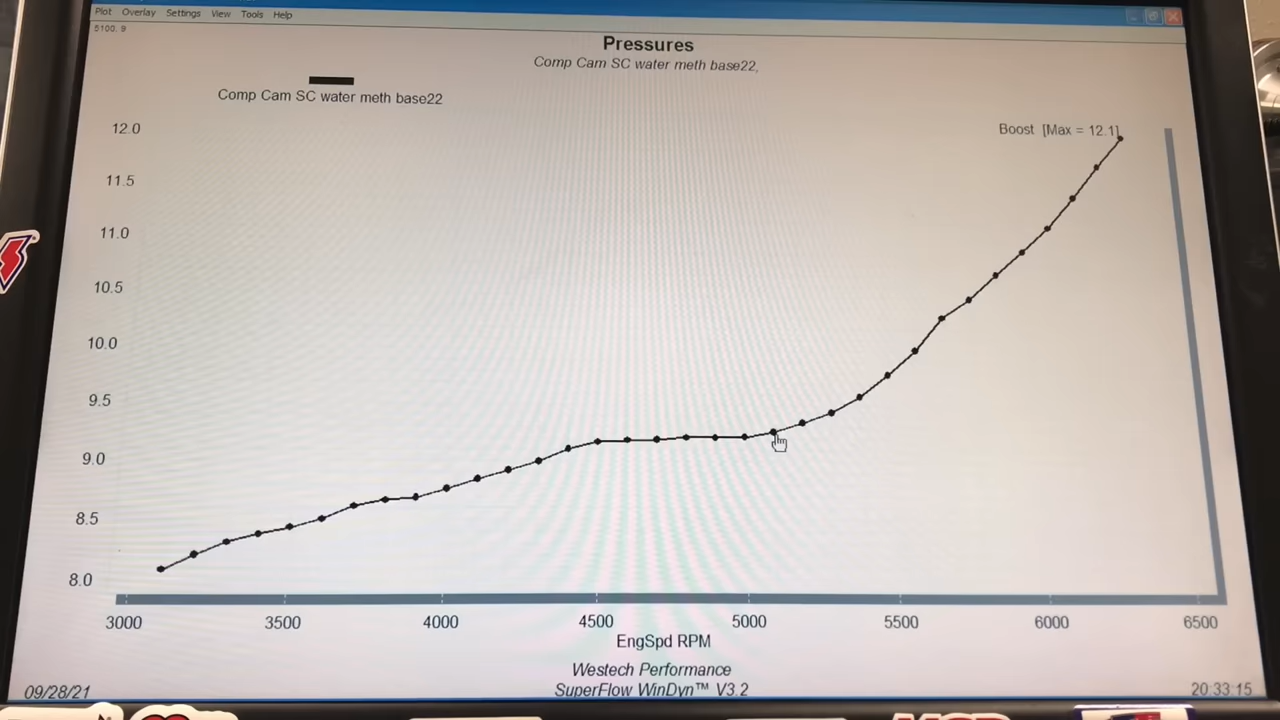 Plot Overlay Settings View Tools Help
5100.9
Pressures
Comp Cam SC water meth base22,
Comp Cam SC water meth base22
Boost [Max = 12.1]
12.0
11.5
11.0
10.5
10.0
9.5
9.0
8.5
8.0
3000 3500 4000 4500 5000 5500 6000 6500
EngSpd RPM
Westech Performance
SuperFlow WinDyn™ V3.2
09/28/21
20:33:15